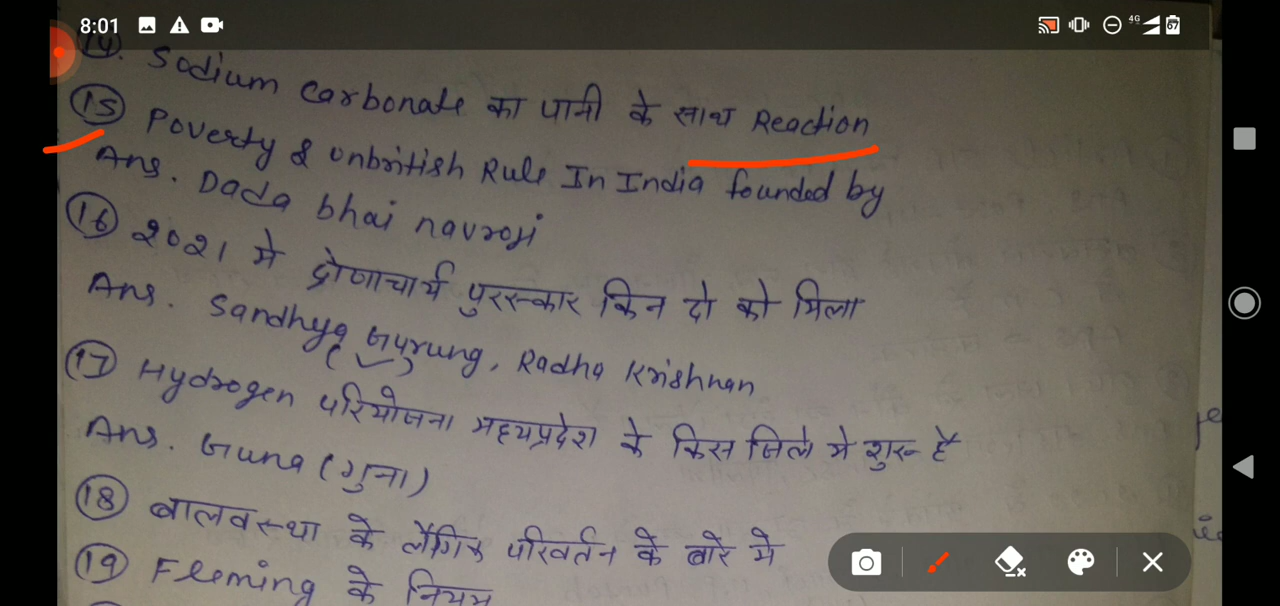 8:01 4G 67
14. Sodium Carbonate का पानी के साथ Reaction
15 Poverty & Unbritish Rule In India founded by
Ans. Dada bhai navroji
16 2021 मे द्रोणाचार्य पुरस्कार किन दो को मिला
Ans. Sandhya Gurung, Radha Krishnan
17 Hydrogen परियोजना मध्यप्रदेश के किस जिले मे शुरू है
Ans. Guna (गुना)
18 बालवस्था के लैंगिक परिवर्तन के बारे मे
19 Fleming के नियम